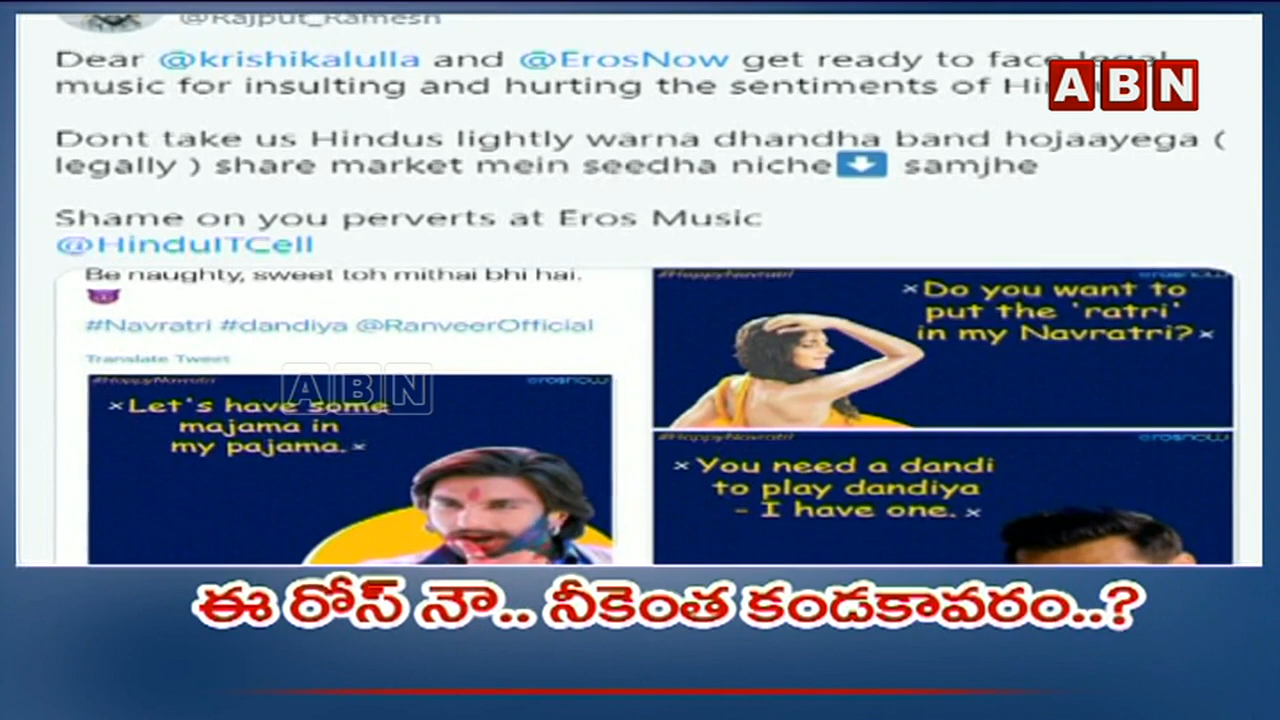 @Rajput_Ramesh
Dear @krishikalulla and @ErosNow get ready to face legal
music for insulting and hurting the sentiments of
ABN
Dont take us Hindus lightly warna dhandha band hojaayega (
legally ) share market mein seedha niche⬇ samjhe
Shame on you perverts at Eros Music
@HinduITCell
Be naughty, sweet toh mithai bhi hai.
😈
#Navratri #dandiya @RanveerOfficial
Translate Tweet
#HappyNavratri erosnow
×Let's have some
majama in
my pajama.×
ABN
#HappyNavratri erosnow
×Do you want to
put the 'ratri'
in my Navratri?×
#HappyNavratri erosnow
×You need a dandi
to play dandiya
- I have one.×
ఈ రోస్ నౌ.. నీకెంత కండకావరం..?